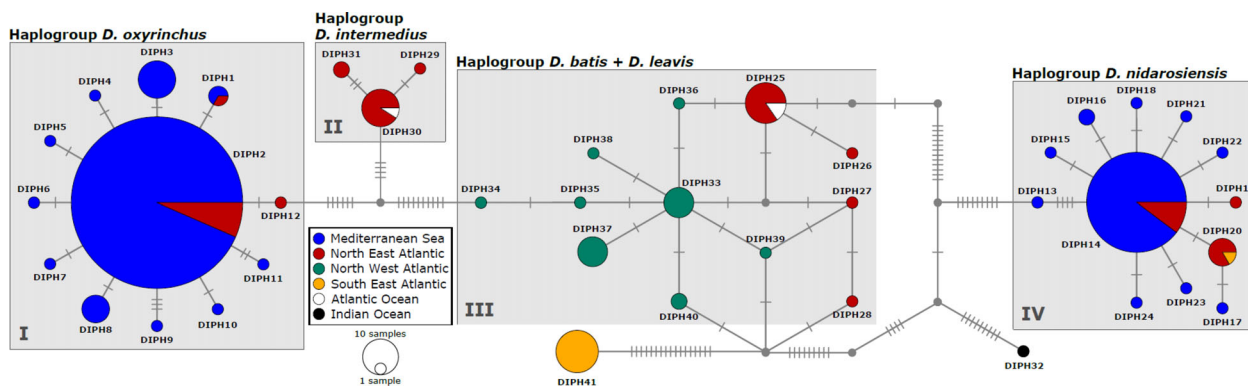 Haplogroup D. oxyrinchus
DIPH3
DIPH4
DIPH1
DIPH5
DIPH2
DIPH6
DIPH12
DIPH7
DIPH11
DIPH8
DIPH9
DIPH10
I
Haplogroup
D. intermedius
DIPH31
DIPH29
DIPH30
II
Mediterranean Sea
North East Atlantic
North West Atlantic
South East Atlantic
Atlantic Ocean
Indian Ocean
10 samples
1 sample
Haplogroup D. batis + D. leavis
DIPH36
DIPH25
DIPH38
DIPH26
DIPH34
DIPH35
DIPH33
DIPH27
DIPH37
DIPH39
DIPH40
DIPH28
III
DIPH41
DIPH32
Haplogroup D. nidarosiensis
DIPH18
DIPH16
DIPH21
DIPH15
DIPH22
DIPH13
DIPH1
DIPH14
DIPH20
DIPH24
DIPH23
DIPH17
IV